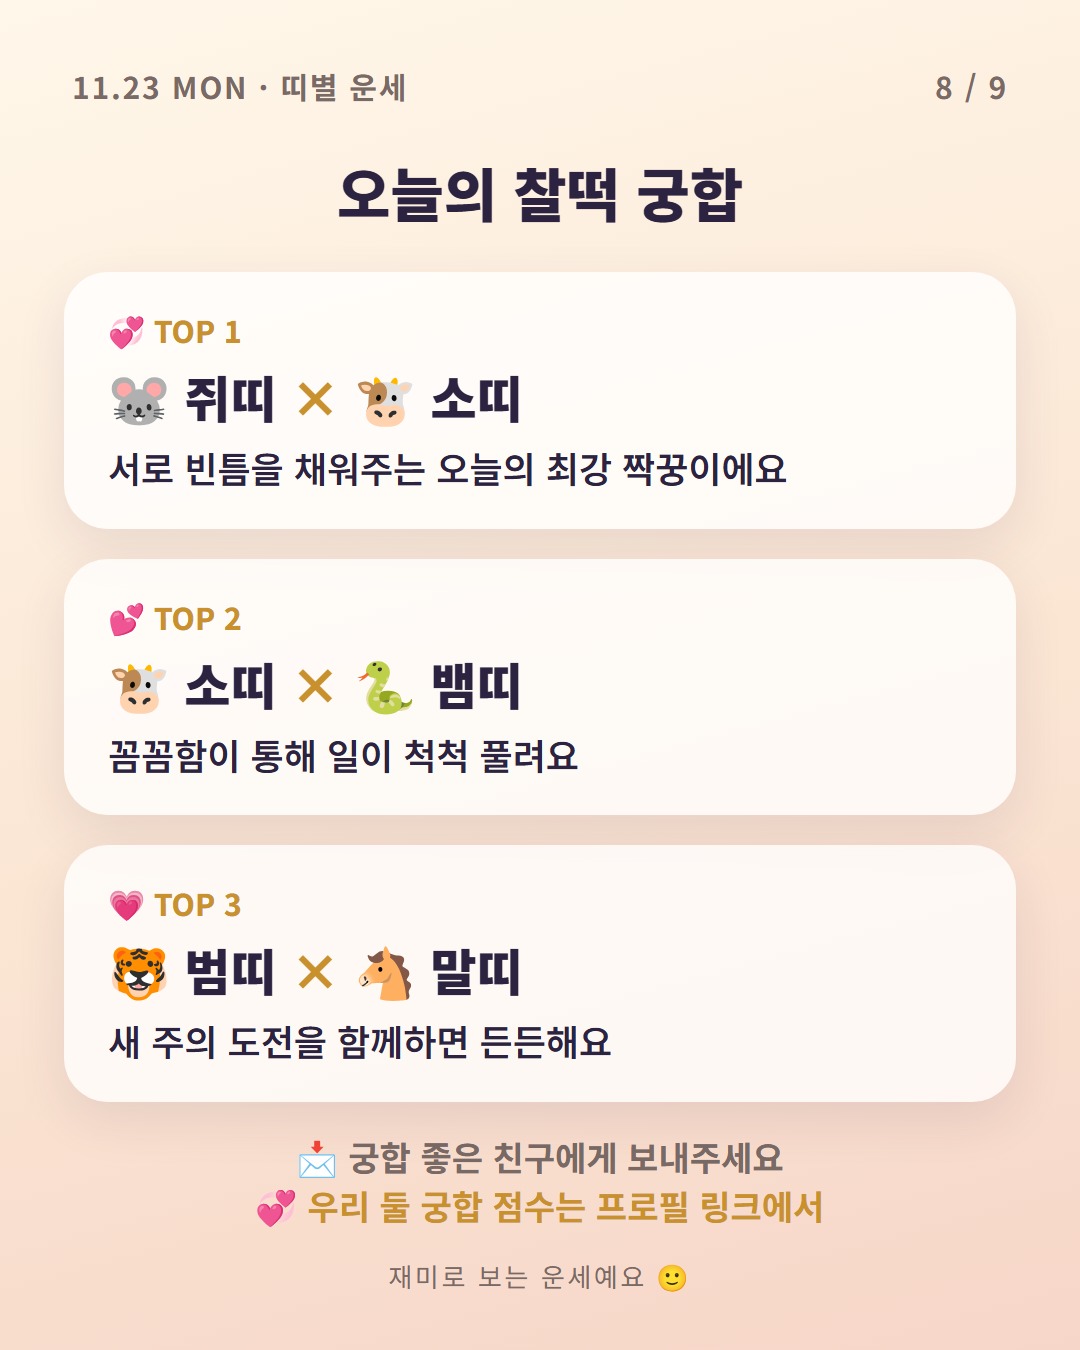 11.23 MON · 띠별 운세
8 / 9
오늘의 찰떡 궁합
💞 TOP 1
🐭 쥐띠 × 🐮 소띠
서로 빈틈을 채워주는 오늘의 최강 짝꿍이에요
💕 TOP 2
🐮 소띠 × 🐍 뱀띠
꼼꼼함이 통해 일이 척척 풀려요
💗 TOP 3
🐯 범띠 × 🐴 말띠
새 주의 도전을 함께하면 든든해요
📩 궁합 좋은 친구에게 보내주세요
💞 우리 둘 궁합 점수는 프로필 링크에서
재미로 보는 운세예요 🙂